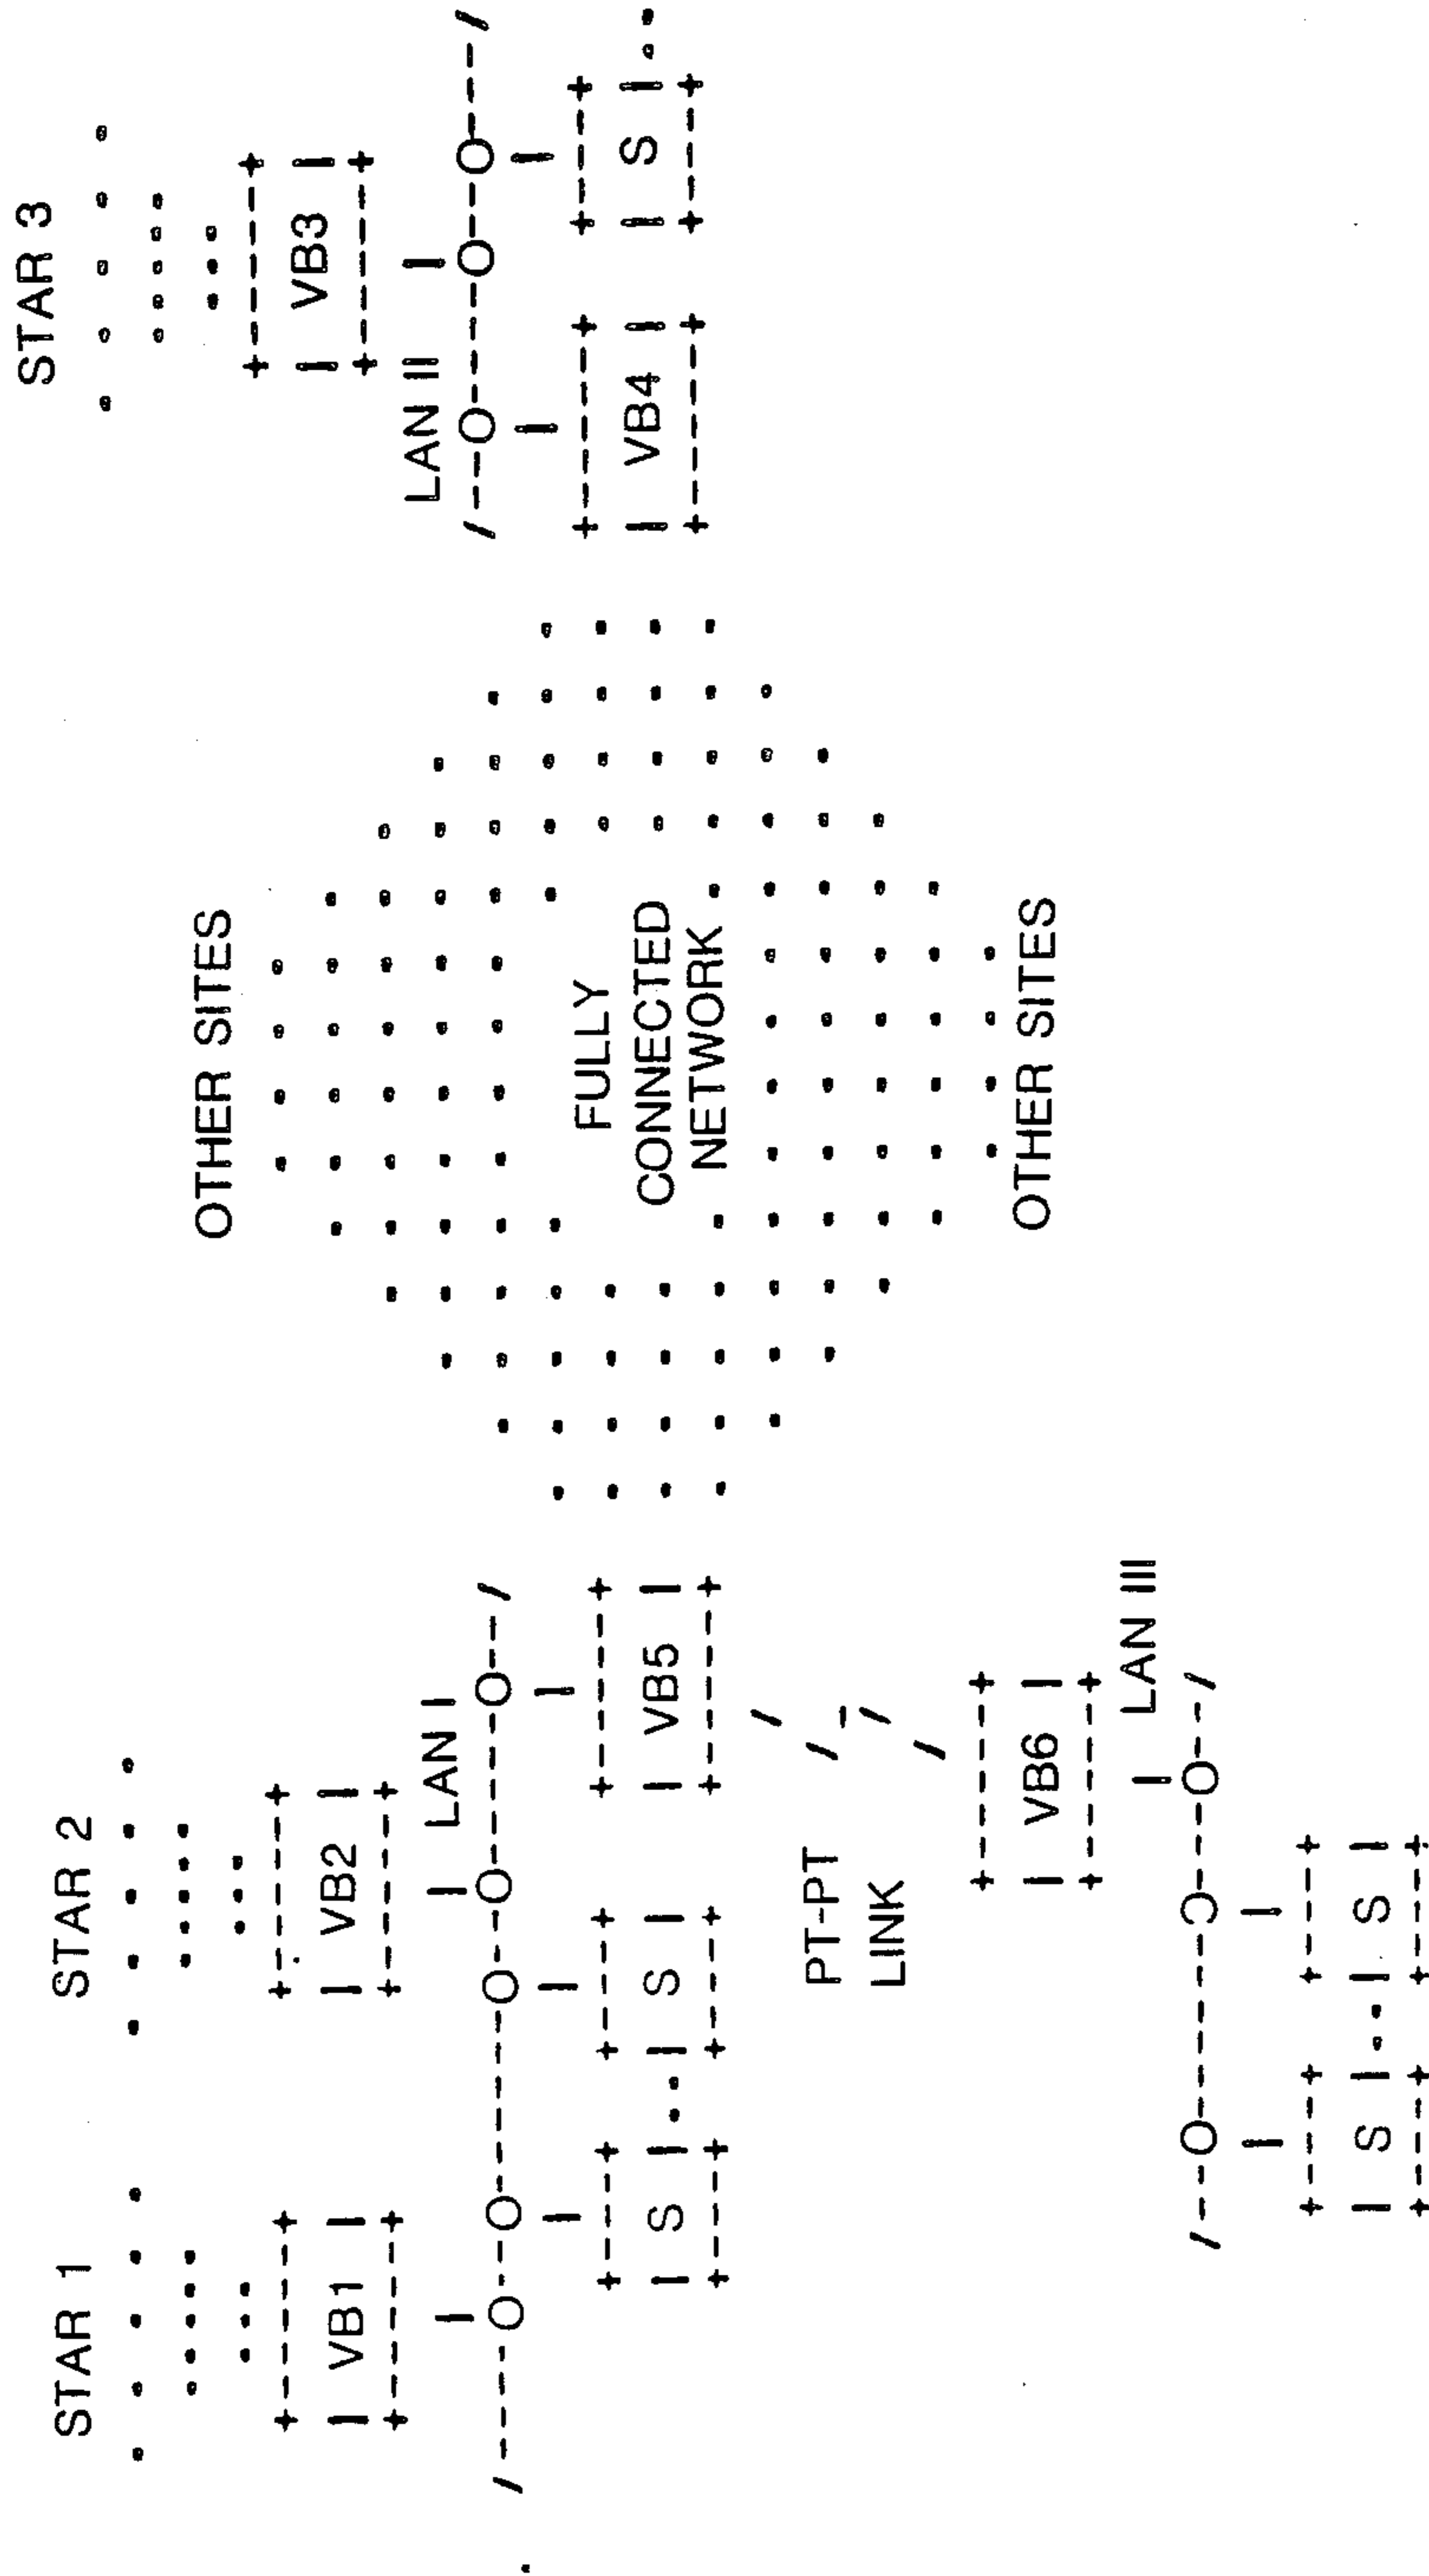 STAR 1
STAR 2
OTHER SITES
STAR 3
VB1
VB2
VB3
LAN I
LAN II
S
S
VB5
FULLY
CONNECTED
NETWORK
VB4
S
PT-PT
LINK
VB6
OTHER SITES
LAN III
S
S